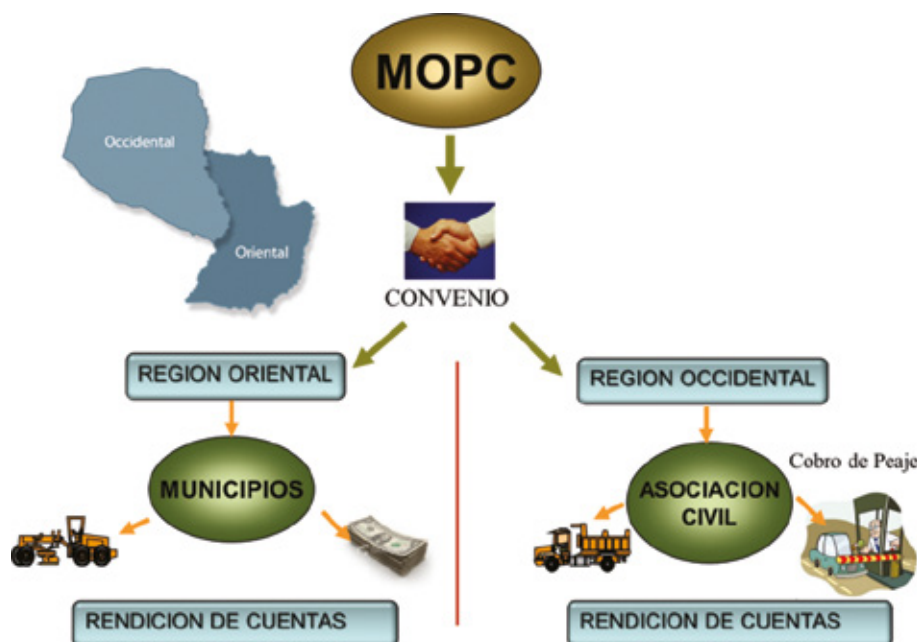 MOPC
Occidental
Oriental
CONVENIO
REGION ORIENTAL
REGION OCCIDENTAL
MUNICIPIOS
ASOCIACION
CIVIL
Cobro de Peaje
RENDICION DE CUENTAS
RENDICION DE CUENTAS